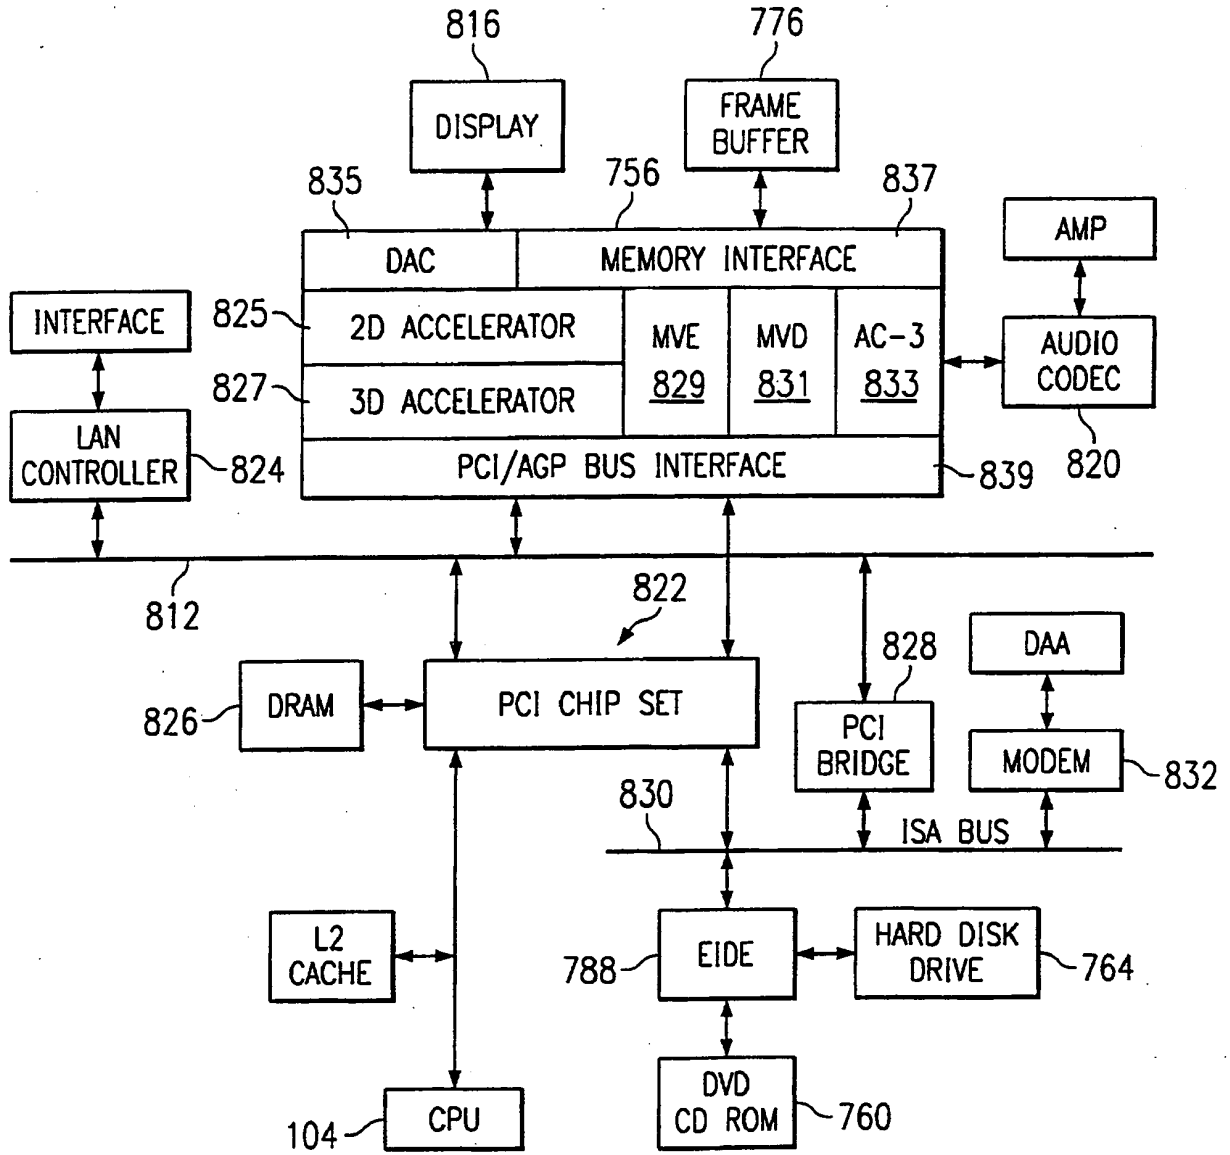 816
776
DISPLAY
FRAME
BUFFER
835
756
837
AMP
DAC
MEMORY INTERFACE
INTERFACE
825
2D ACCELERATOR
MVE
829
MVD
831
AC-3
833
AUDIO
CODEC
827
3D ACCELERATOR
LAN
CONTROLLER
824
PCI/AGP BUS INTERFACE
839
820
812
822
DRAM
826
PCI CHIP SET
828
DAA
PCI
BRIDGE
MODEM
832
830
ISA BUS
L2
CACHE
788
EIDE
HARD DISK
DRIVE
764
104
CPU
DVD
CD ROM
760